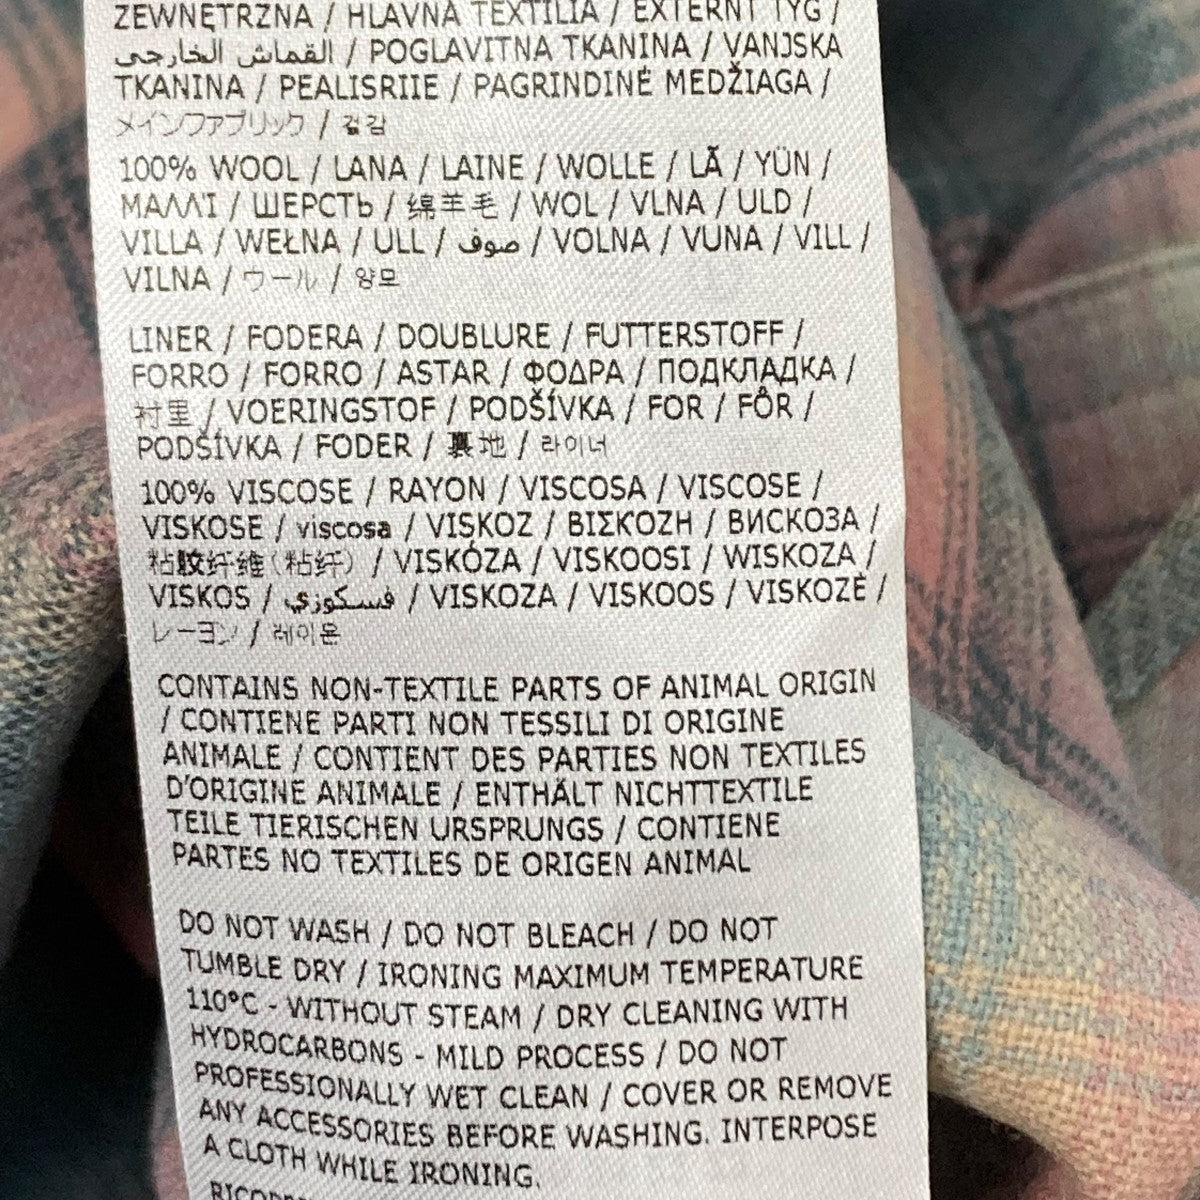 ZEWNĘTRZNA / HLAVNÁ TEXTÍLIA / EXTERNT TYG /
القماش الخارجى / POGLAVITNA TKANINA / VANJSKA
TKANINA / PEALISRIIE / PAGRINDINĖ MEDŽIAGA /
メインファブリック / 겉감
100% WOOL / LANA / LAINE / WOLLE / LÃ / YÜN /
ΜΑΛΛΊ / ШЕРСТЬ / 绵羊毛 / WOL / VLNA / ULD /
VILLA / WEŁNA / ULL / صوف / VOLNA / VUNA / VILL /
VILNA / ウール / 양모
LINER / FODERA / DOUBLURE / FUTTERSTOFF /
FORRO / FORRO / ASTAR / ΦΟΔΡΑ / ПОДКЛАДКА /
衬里 / VOERINGSTOF / PODŠÍVKA / FOR / FÔR /
PODŠÍVKA / FODER / 裏地 / 라이너
100% VISCOSE / RAYON / VISCOSA / VISCOSE /
VISKOSE / viscosa / VISKOZ / ΒΙΣΚΟΖΗ / ВИСКОЗА /
粘胶纤维(粘纤) / VISKÓZA / VISKOOSI / WISKOZA /
VISKOS / فسكوزي / VISKOZA / VISKOOS / VISKOZĖ /
レーヨン / 레이온
CONTAINS NON-TEXTILE PARTS OF ANIMAL ORIGIN
/ CONTIENE PARTI NON TESSILI DI ORIGINE
ANIMALE / CONTIENT DES PARTIES NON TEXTILES
D'ORIGINE ANIMALE / ENTHÄLT NICHTTEXTILE
TEILE TIERISCHEN URSPRUNGS / CONTIENE
PARTES NO TEXTILES DE ORIGEN ANIMAL
DO NOT WASH / DO NOT BLEACH / DO NOT
TUMBLE DRY / IRONING MAXIMUM TEMPERATURE
110°C - WITHOUT STEAM / DRY CLEANING WITH
HYDROCARBONS - MILD PROCESS / DO NOT
PROFESSIONALLY WET CLEAN / COVER OR REMOVE
ANY ACCESSORIES BEFORE WASHING. INTERPOSE
A CLOTH WHILE IRONING.